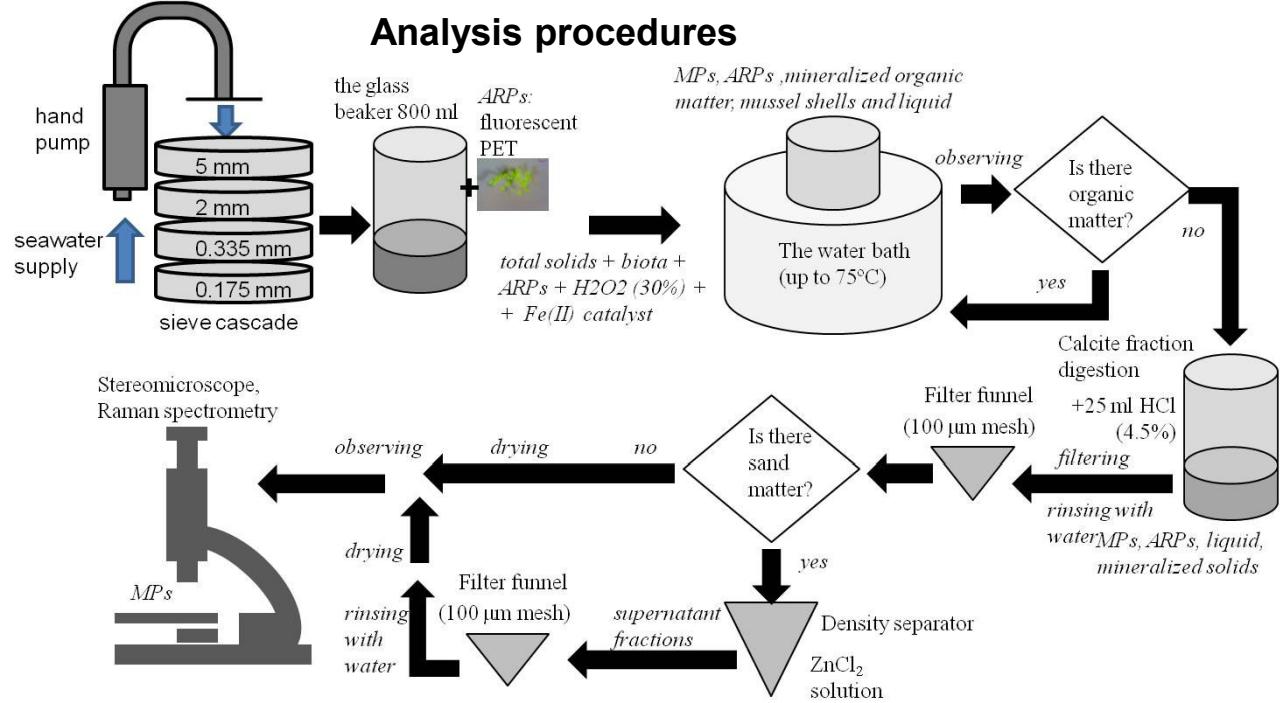 Analysis procedures
hand
pump
seawater
supply
5 mm
2 mm
0.335 mm
0.175 mm
sieve cascade
the glass
beaker 800 ml
ARPs:
fluorescent
PET
+
total solids + biota +
ARPs + H2O2 (30%) +
+ Fe(II) catalyst
MPs, ARPs ,mineralized organic
matter, mussel shells and liquid
The water bath
(up to 75°C)
observing
Is there
organic
matter?
yes
no
Calcite fraction
digestion
+25 ml HCl
(4.5%)
MPs, ARPs, liquid,
mineralized solids
filtering
rinsing with
water
Filter funnel
(100 µm mesh)
Is there
sand
matter?
no
drying
observing
yes
Density separator
ZnCl2
solution
supernatant
fractions
Filter funnel
(100 µm mesh)
rinsing
with
water
drying
Stereomicroscope,
Raman spectrometry
MPs